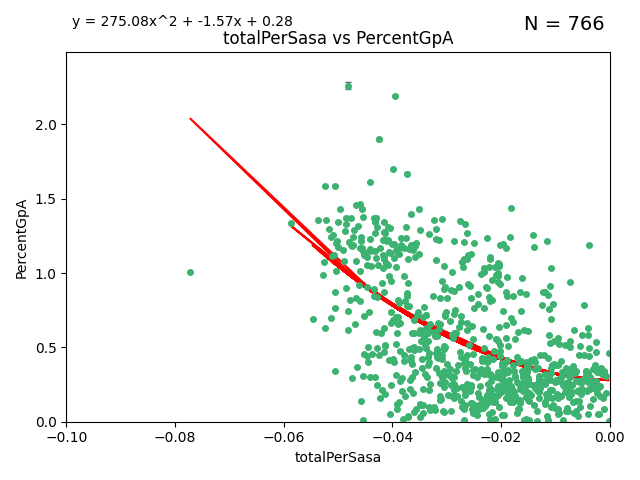 y = 275.08x^2 + -1.57x + 0.28
N = 766
totalPerSasa vs PercentGpA
PercentGpA
2.0
1.5
1.0
0.5
0.0
−0.10
−0.08
−0.06
−0.04
−0.02
0.00
totalPerSasa